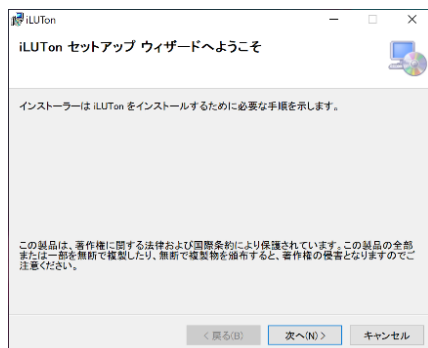 iLUTon
iLUTon セットアップ ウィザードへようこそ
インストーラーは iLUTon をインストールするために必要な手順を示します。
この製品は、著作権に関する法律および国際条約により保護されています。この製品の全部
または一部を無断で複製したり、無断で複製物を頒布すると、著作権の侵害となりますのでご
注意ください。
< 戻る(B) 次へ(N) > キャンセル